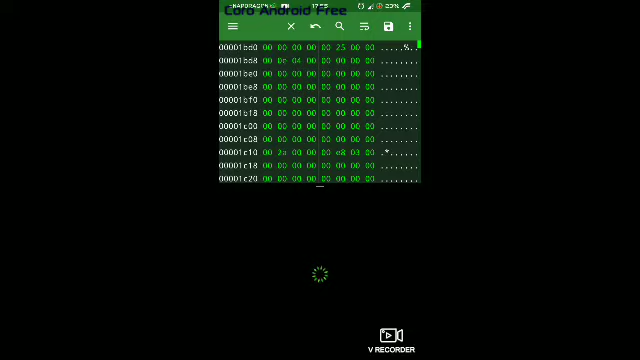 Coro Android Free
00001bd0 00 00 00 00 00 25 00 00 .....%..
00001bd8 00 0e 04 00 00 00 00 00 ........
00001be0 00 00 00 00 00 00 00 00 ........
00001be8 00 00 00 00 00 00 00 00 ........
00001bf0 00 00 00 00 00 00 00 00 ........
00001bf8 00 00 00 00 00 00 00 00 ........
00001c00 00 00 00 00 00 00 00 00 ........
00001c08 00 00 00 00 00 00 00 00 ........
00001c10 00 2a 00 00 00 e8 03 00 00 .*......
00001c18 00 00 00 00 00 00 00 00 ........
00001c20 00 00 00 00 00 00 00 00 ........
V RECORDER